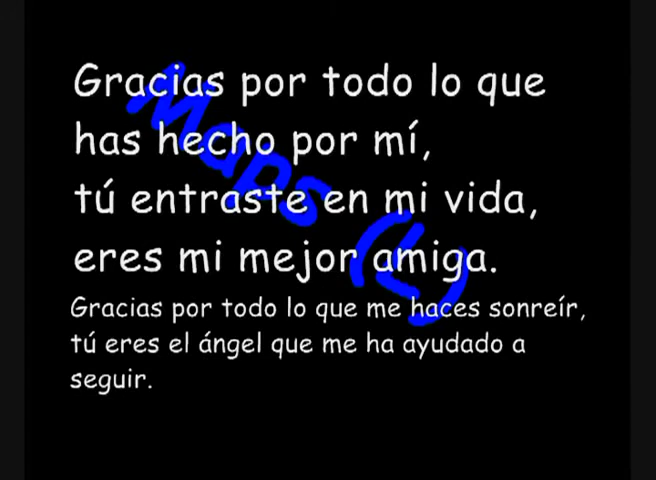 Gracias por todo lo que
has hecho por mí,
tú entraste en mi vida,
eres mi mejor amiga.
Gracias por todo lo que me haces sonreír,
tú eres el ángel que me ha ayudado a
seguir.
Maps (L)